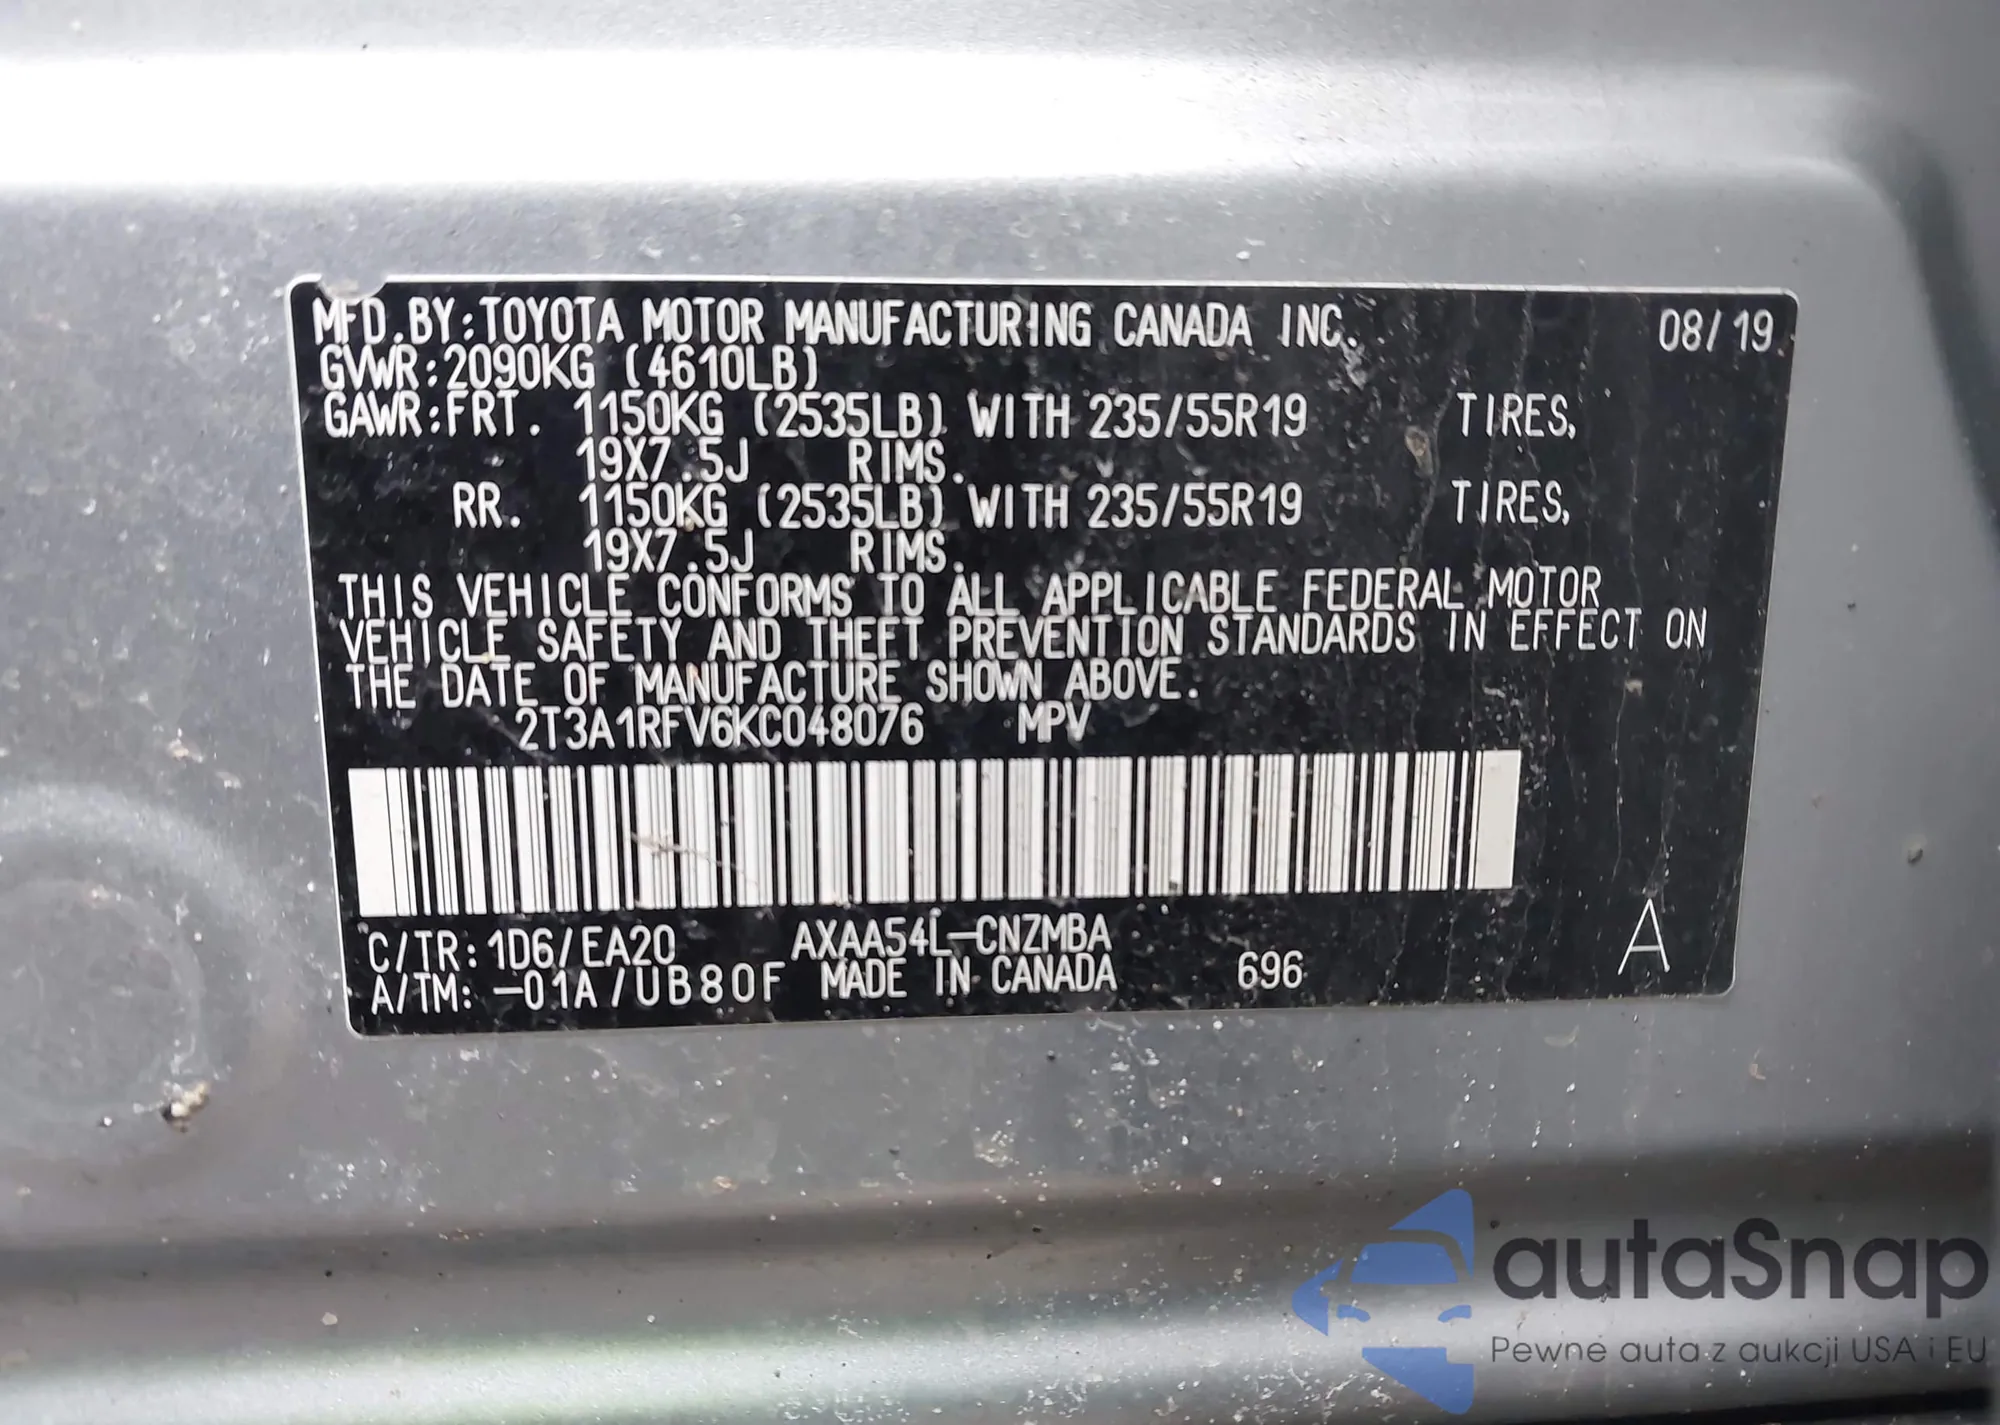 MFD.BY:TOYOTA MOTOR MANUFACTURING CANADA INC. 08/19
GVWR:2090KG (4610LB)
GAWR:FRT. 1150KG (2535LB) WITH 235/55R19 TIRES,
19X7.5J RIMS.
RR. 1150KG (2535LB) WITH 235/55R19 TIRES,
19X7.5J RIMS.
THIS VEHICLE CONFORMS TO ALL APPLICABLE FEDERAL MOTOR
VEHICLE SAFETY AND THEFT PREVENTION STANDARDS IN EFFECT ON
THE DATE OF MANUFACTURE SHOWN ABOVE.
2T3A1RFV6KC048076 MPV
C/TR:1D6/EA20 AXAA54L-CNZMBA
A/TM:-01A/UB80F MADE IN CANADA 696 A
autaSnap
Pewne auta z aukcji USA i EU